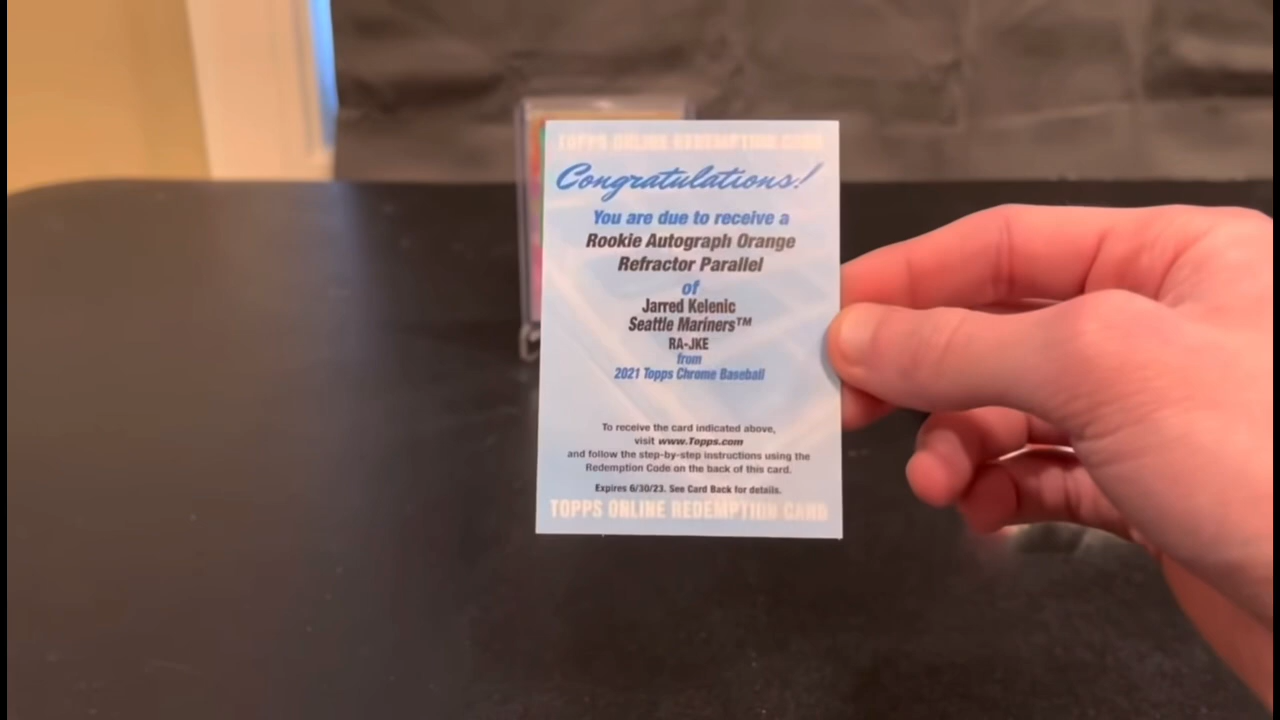 TOPPS ONLINE REDEMPTION CARD
Congratulations!
You are due to receive a
Rookie Autograph Orange
Refractor Parallel
of
Jarred Kelenic
Seattle Mariners™
RA-JKE
from
2021 Topps Chrome Baseball
To receive the card indicated above,
visit www.Topps.com
and follow the step-by-step instructions using the
Redemption Code on the back of this card.
Expires 6/30/23. See Card Back for details.
TOPPS ONLINE REDEMPTION CARD